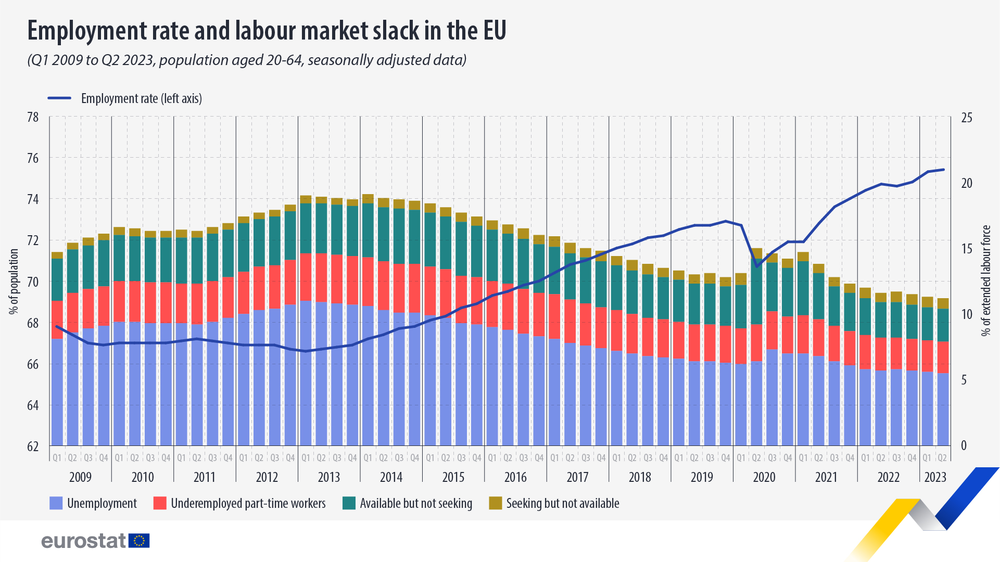 Employment rate and labour market slack in the EU
(Q1 2009 to Q2 2023, population aged 20-64, seasonally adjusted data)
Employment rate (left axis)
78
76
74
72
70
68
66
64
62
% of population
25
20
15
10
5
0
% of extended labour force
Q1 Q2 Q3 Q4 Q1 Q2 Q3 Q4 Q1 Q2 Q3 Q4 Q1 Q2 Q3 Q4 Q1 Q2 Q3 Q4 Q1 Q2 Q3 Q4 Q1 Q2 Q3 Q4 Q1 Q2 Q3 Q4 Q1 Q2 Q3 Q4 Q1 Q2 Q3 Q4 Q1 Q2 Q3 Q4 Q1 Q2 Q3 Q4 Q1 Q2 Q3 Q4 Q1 Q2 Q3 Q4 Q1 Q2
2009 2010 2011 2012 2013 2014 2015 2016 2017 2018 2019 2020 2021 2022 2023
Unemployment Underemployed part-time workers Available but not seeking Seeking but not available
eurostat